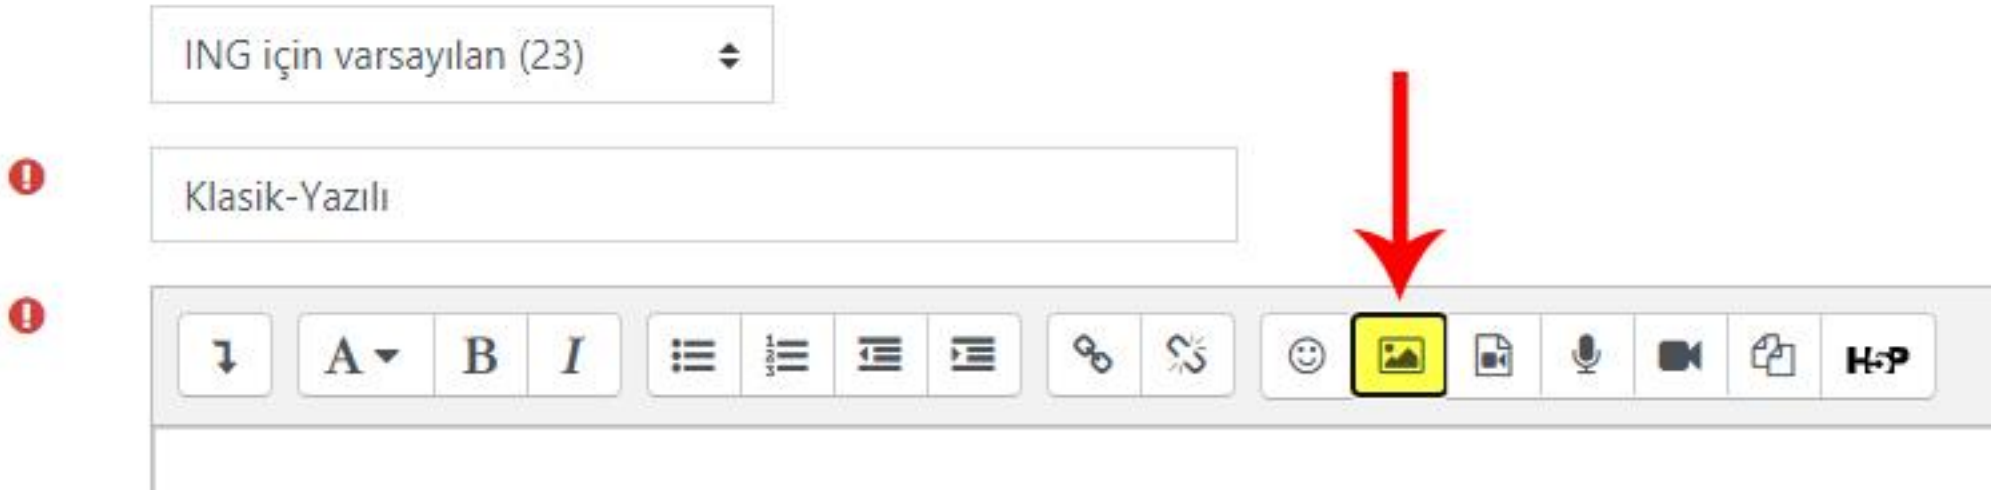 ING için varsayılan (23)
Klasik-Yazılı
A B I H5P